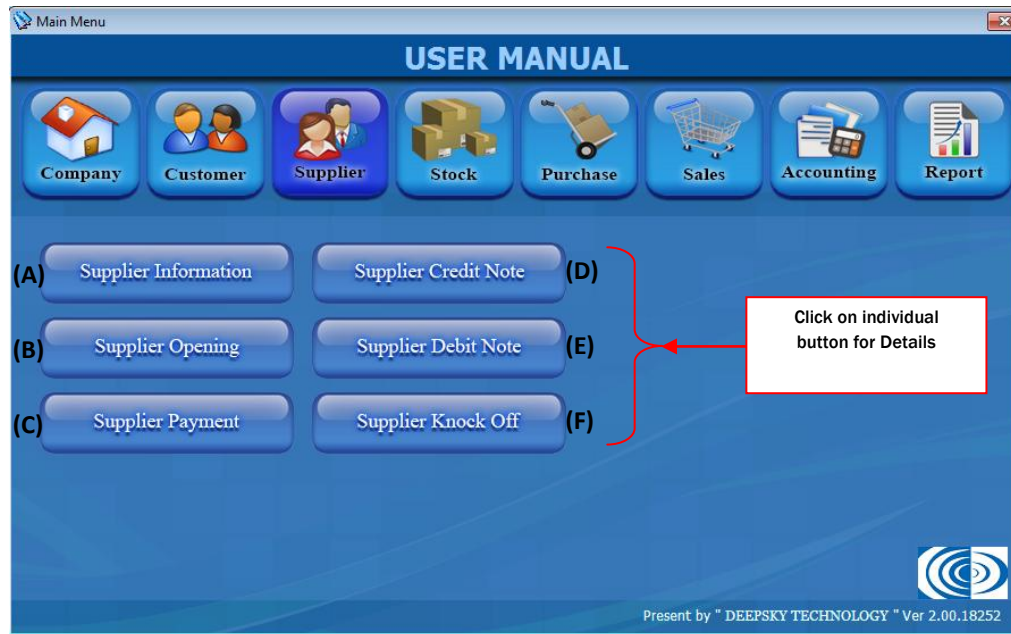 Main Menu
USER MANUAL
Company Customer Supplier Stock Purchase Sales Accounting Report
(A) Supplier Information Supplier Credit Note (D)
(B) Supplier Opening Supplier Debit Note (E)
(C) Supplier Payment Supplier Knock Off (F)
Click on individual
button for Details
Present by " DEEPSKY TECHNOLOGY " Ver 2.00.18252